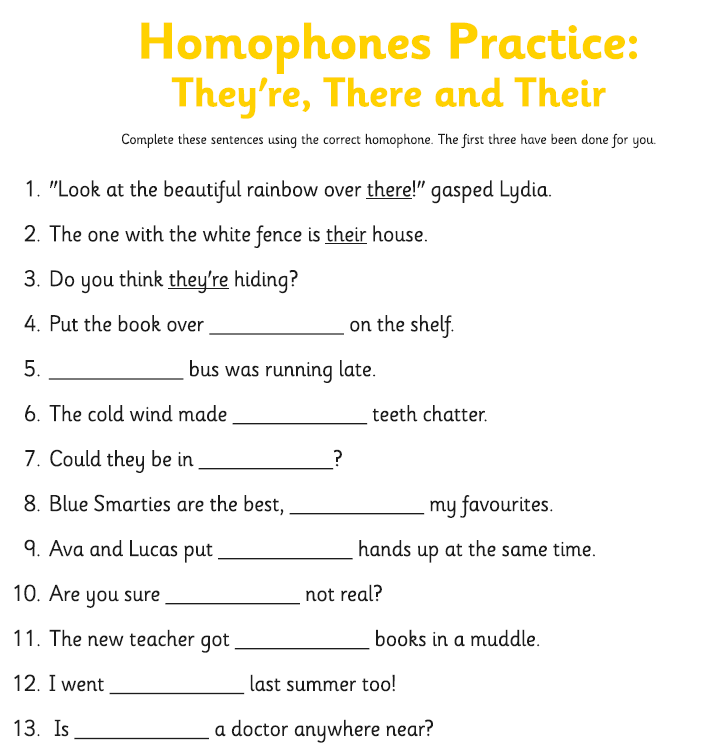 Homophones Practice:
They're, There and Their
Complete these sentences using the correct homophone. The first three have been done for you.
1. "Look at the beautiful rainbow over there!" gasped Lydia.
2. The one with the white fence is their house.
3. Do you think they're hiding?
4. Put the book over ____________ on the shelf.
5. ____________ bus was running late.
6. The cold wind made ____________ teeth chatter.
7. Could they be in ____________?
8. Blue Smarties are the best, ____________ my favourites.
9. Ava and Lucas put ____________ hands up at the same time.
10. Are you sure ____________ not real?
11. The new teacher got ____________ books in a muddle.
12. I went ____________ last summer too!
13. Is ____________ a doctor anywhere near?